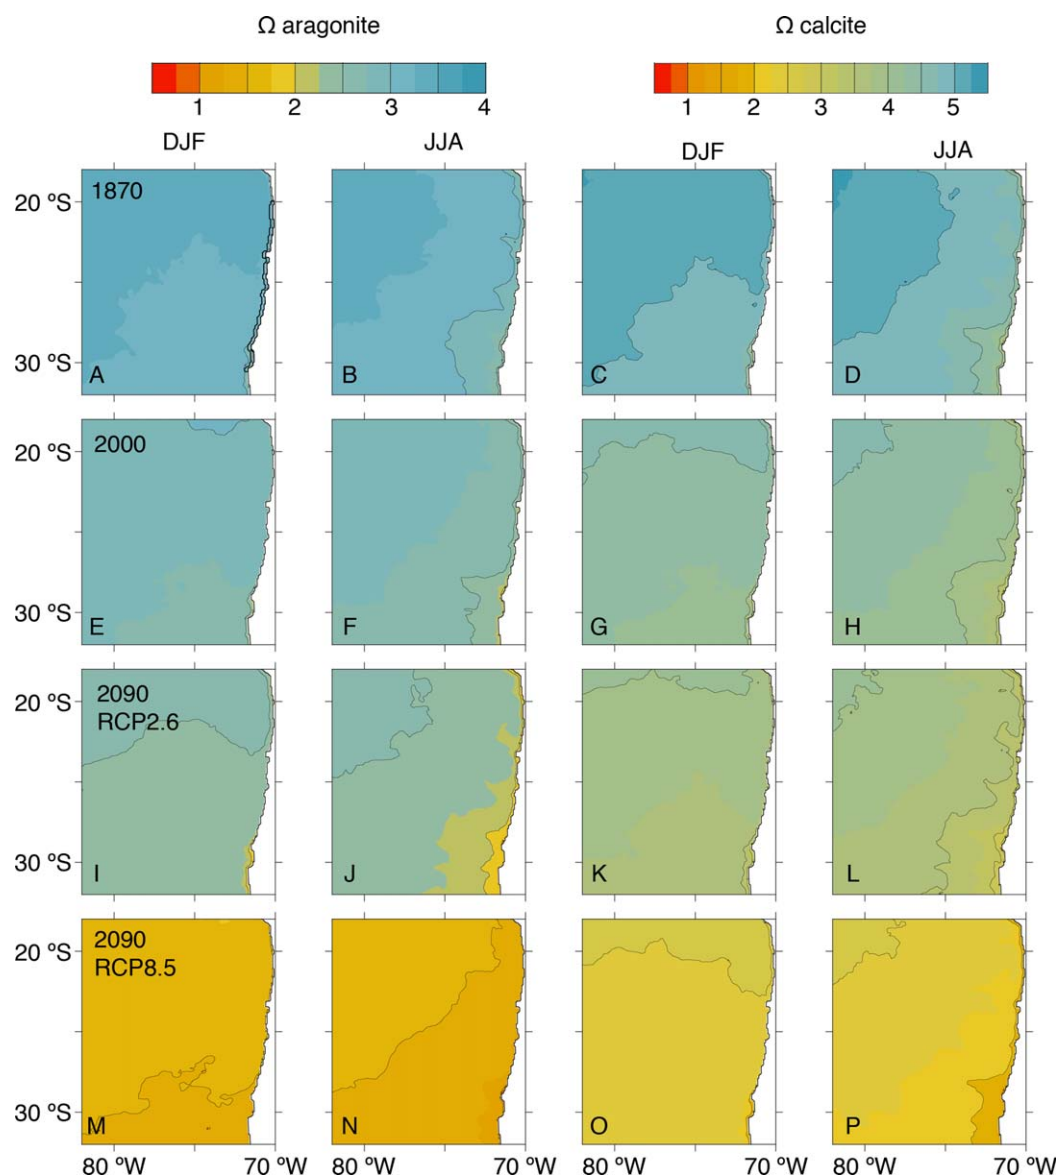 Ω aragonite Ω calcite
1 2 3 4 1 2 3 4 5
DJF JJA DJF JJA
1870
20 ºS
30 ºS
A B C D
2000
20 ºS
30 ºS
E F G H
2090
RCP2.6
20 ºS
30 ºS
I J K L
2090
RCP8.5
20 ºS
30 ºS
M N O P
80 ºW 70 ºW 80 ºW 70 ºW 80 ºW 70 ºW 80 ºW 70 ºW